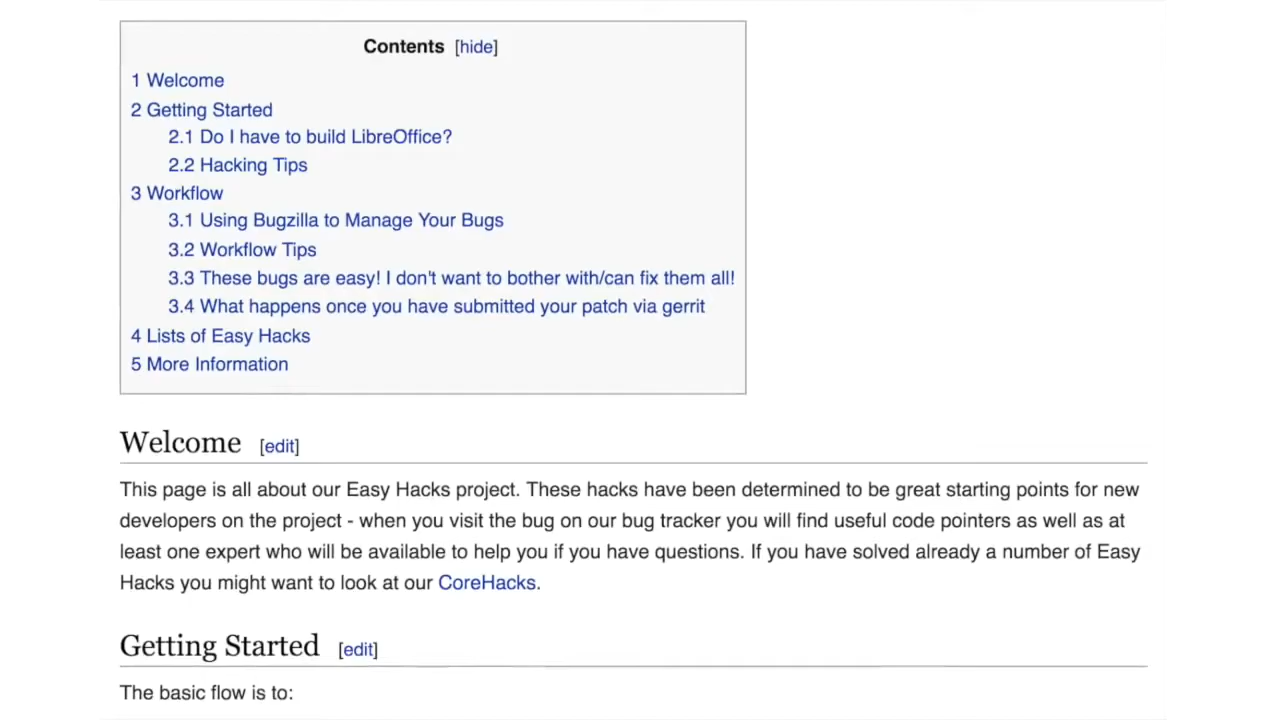 Contents [hide]
1 Welcome
2 Getting Started
2.1 Do I have to build LibreOffice?
2.2 Hacking Tips
3 Workflow
3.1 Using Bugzilla to Manage Your Bugs
3.2 Workflow Tips
3.3 These bugs are easy! I don't want to bother with/can fix them all!
3.4 What happens once you have submitted your patch via gerrit
4 Lists of Easy Hacks
5 More Information
Welcome [edit]
This page is all about our Easy Hacks project. These hacks have been determined to be great starting points for new
developers on the project - when you visit the bug on our bug tracker you will find useful code pointers as well as at
least one expert who will be available to help you if you have questions. If you have solved already a number of Easy
Hacks you might want to look at our CoreHacks.
Getting Started [edit]
The basic flow is to: